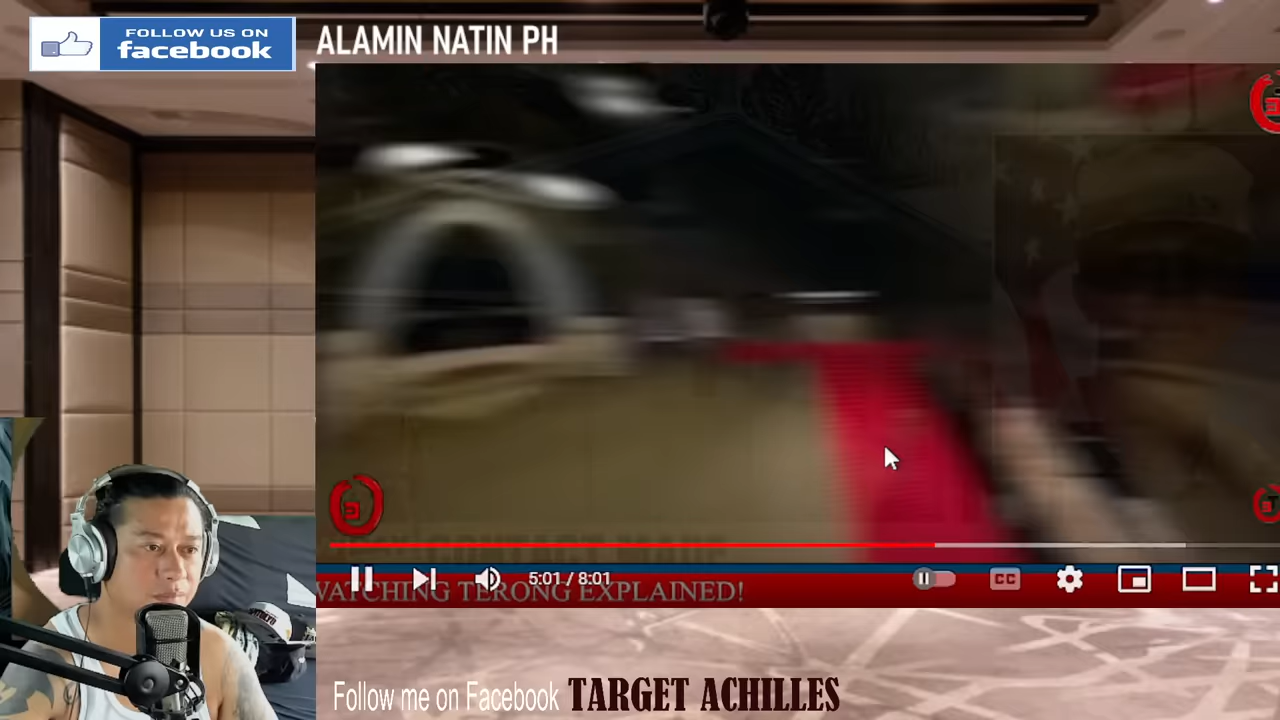 FOLLOW US ON
facebook
ALAMIN NATIN PH
5:01 / 8:01
CC
WATCHING TERONG EXPLAINED!
Follow me on Facebook TARGET ACHILLES